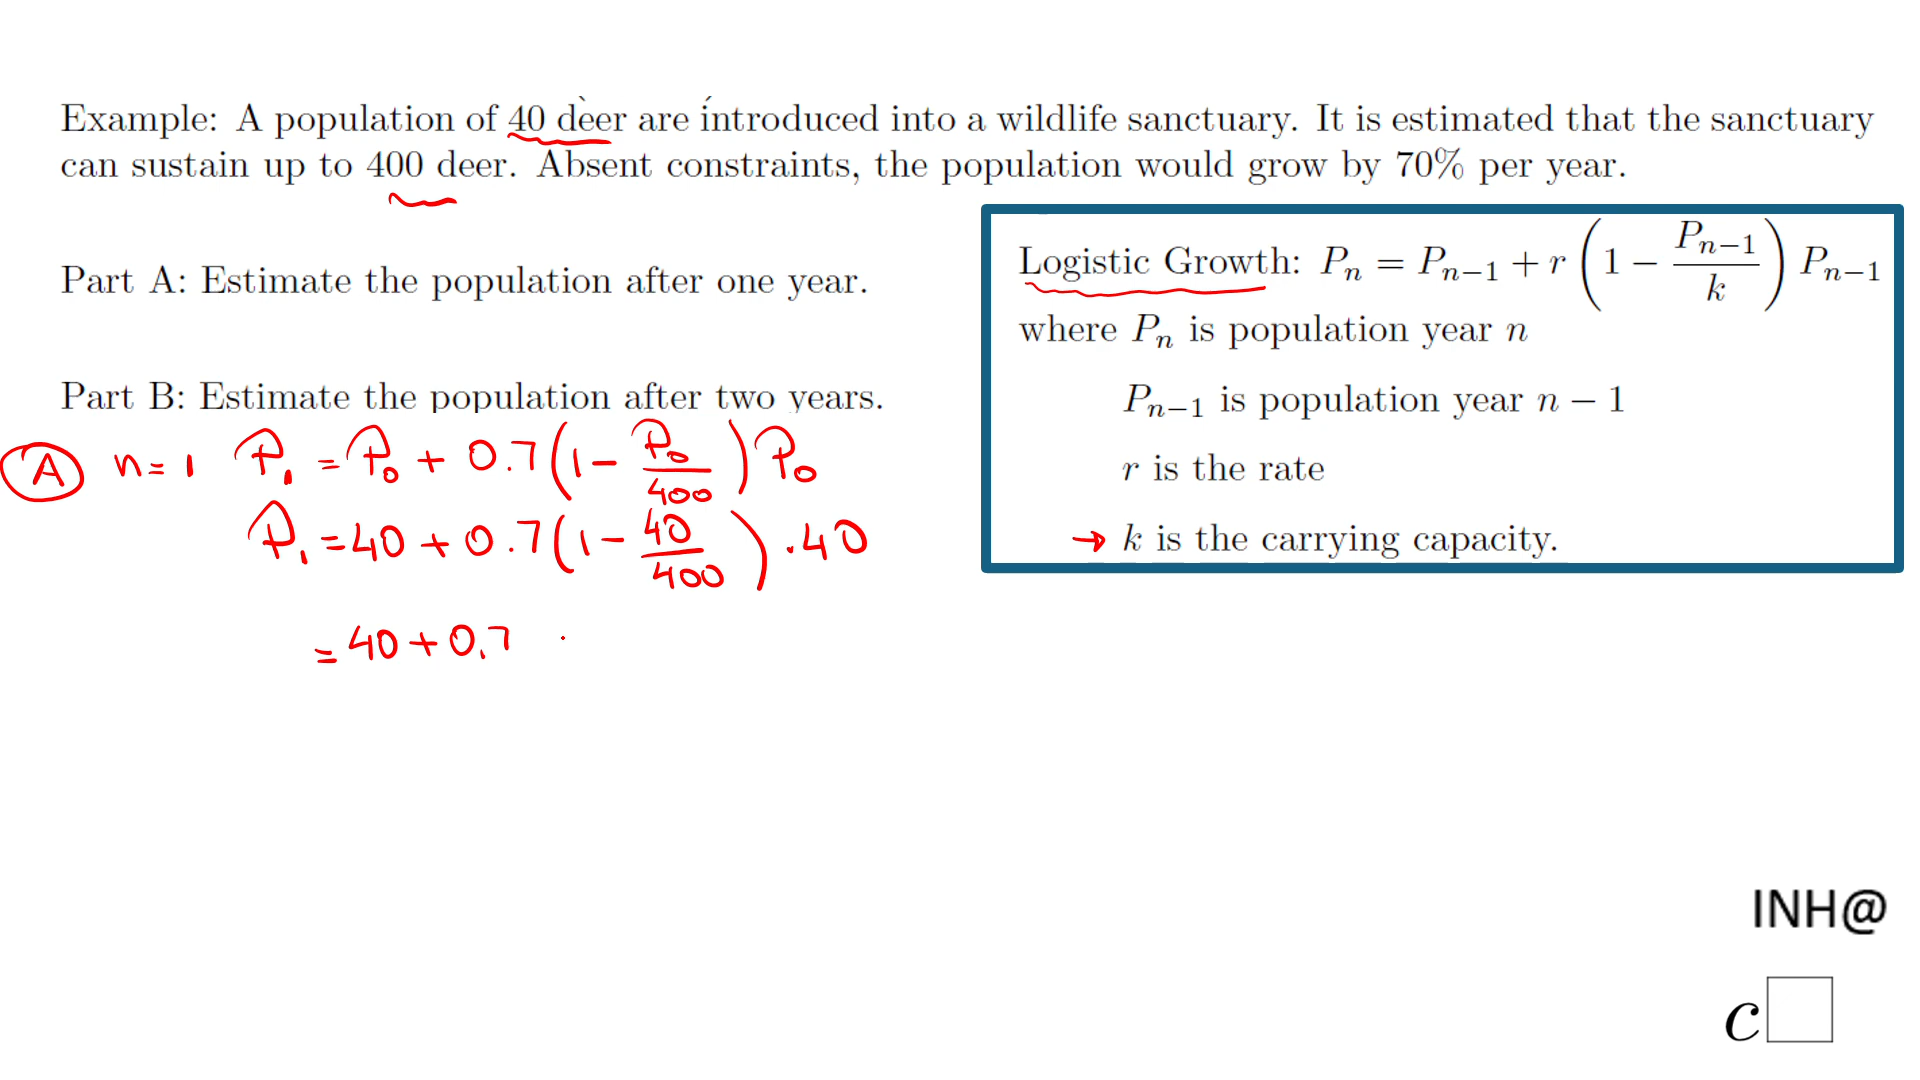 Example: A population of 40 deer are introduced into a wildlife sanctuary. It is estimated that the sanctuary
can sustain up to 400 deer. Absent constraints, the population would grow by 70% per year.
Part A: Estimate the population after one year.
Part B: Estimate the population after two years.
Logistic Growth: Pₙ = Pₙ₋₁ + r(1 − Pₙ₋₁/k) Pₙ₋₁
where Pₙ is population year n
Pₙ₋₁ is population year n − 1
r is the rate
→ k is the carrying capacity.
A n = 1 P₁ = P₀ + 0.7(1 − P₀/400)P₀
P₁ = 40 + 0.7(1 − 40/400) · 40
= 40 + 0.7 ·
INH@
c